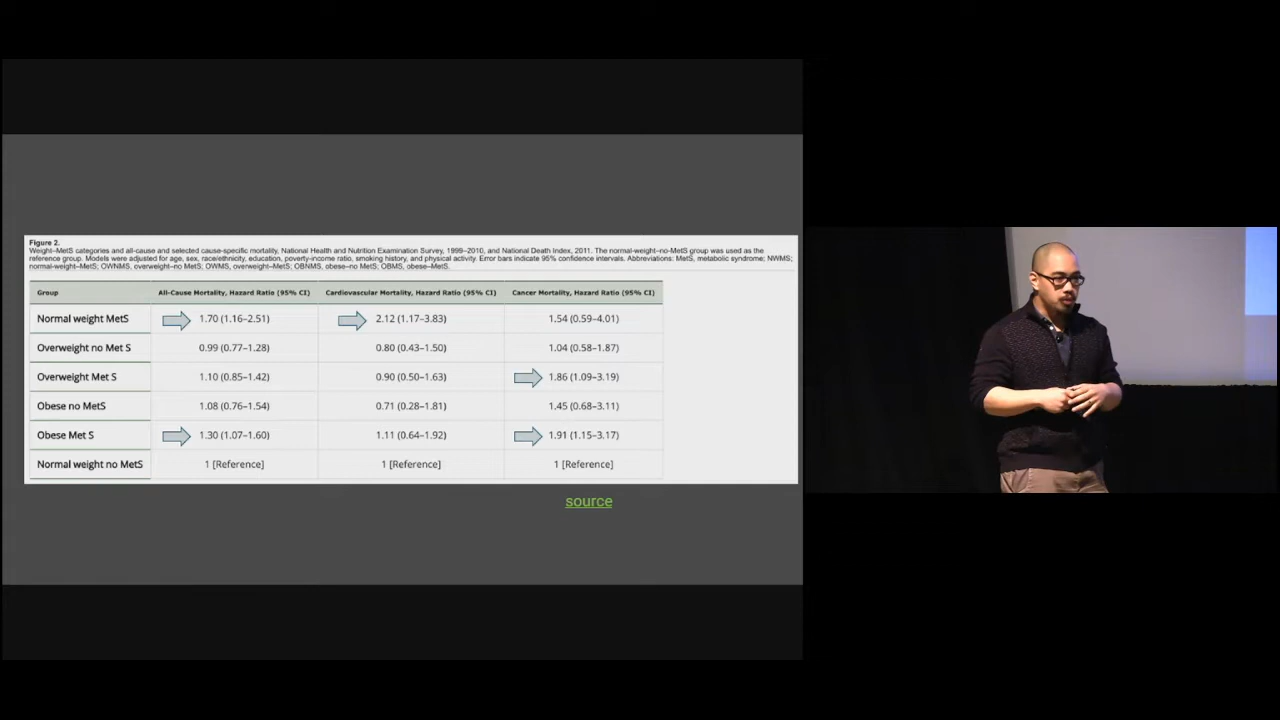 Figure 2.
Weight–MetS categories and all-cause and selected cause-specific mortality, National Health and Nutrition Examination Survey, 1999–2010, and National Death Index, 2011. The normal-weight–no-MetS group was used as the
reference group. Models were adjusted for age, sex, race/ethnicity, education, poverty-income ratio, smoking history, and physical activity. Error bars indicate 95% confidence intervals. Abbreviations: MetS, metabolic syndrome; NWMS;
normal-weight–MetS; OWNMS, overweight–no MetS; OWMS, overweight–MetS; OBNMS, obese–no MetS; OBMS, obese–MetS.
Group All-Cause Mortality, Hazard Ratio (95% CI) Cardiovascular Mortality, Hazard Ratio (95% CI) Cancer Mortality, Hazard Ratio (95% CI)
Normal weight MetS 1.70 (1.16–2.51) 2.12 (1.17–3.83) 1.54 (0.59–4.01)
Overweight no Met S 0.99 (0.77–1.28) 0.80 (0.43–1.50) 1.04 (0.58–1.87)
Overweight Met S 1.10 (0.85–1.42) 0.90 (0.50–1.63) 1.86 (1.09–3.19)
Obese no MetS 1.08 (0.76–1.54) 0.71 (0.28–1.81) 1.45 (0.68–3.11)
Obese Met S 1.30 (1.07–1.60) 1.11 (0.64–1.92) 1.91 (1.15–3.17)
Normal weight no MetS 1 [Reference] 1 [Reference] 1 [Reference]
source